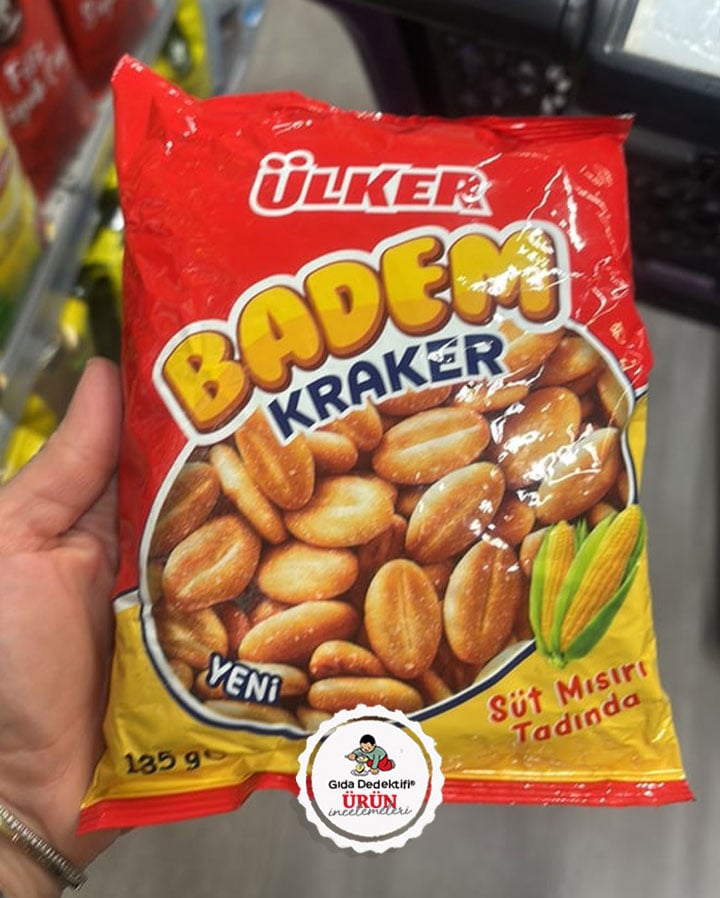 ÜLKER
BADEM
KRAKER
YENİ
Süt Mısırı
Tadında
135 g e
Gıda Dedektifi®
ÜRÜN
incelemeleri